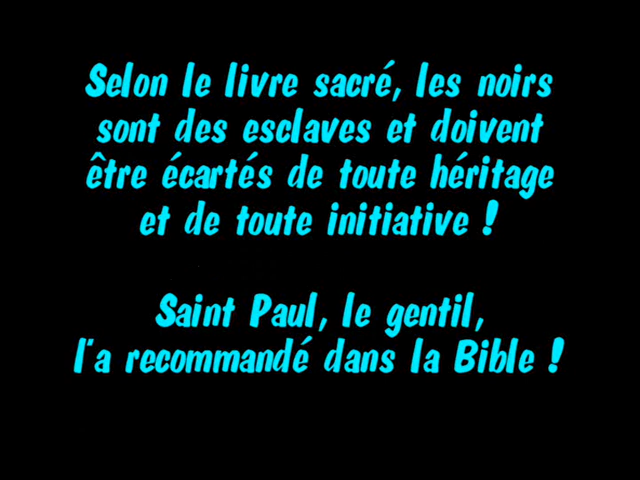 Selon le livre sacré, les noirs
sont des esclaves et doivent
être écartés de toute héritage
et de toute initiative !
Saint Paul, le gentil,
l'a recommandé dans la Bible !